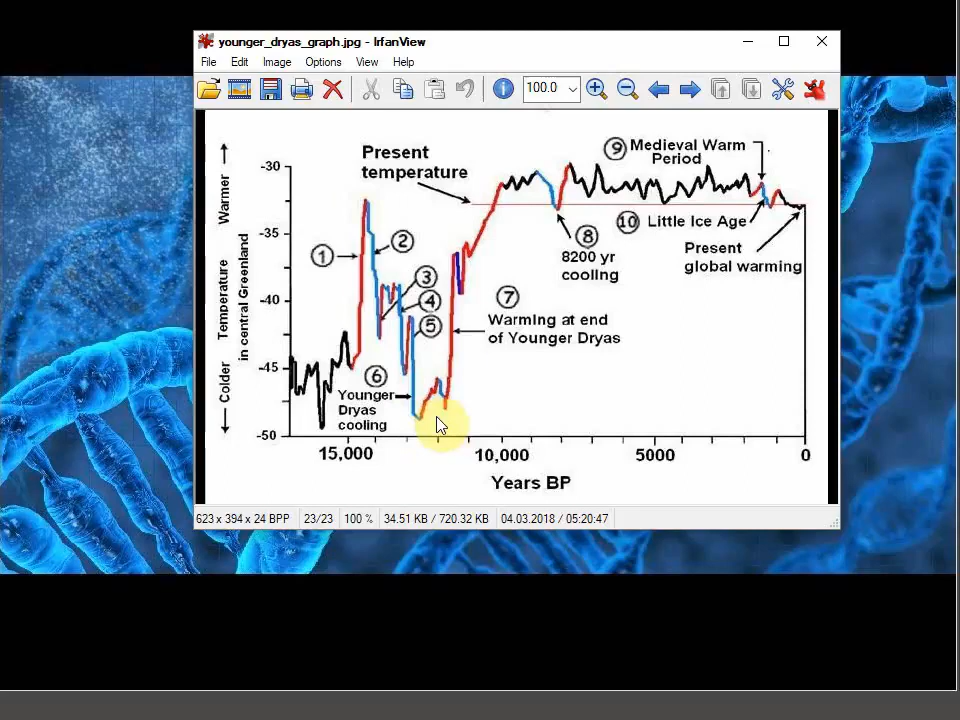 younger_dryas_graph.jpg - IrfanView
File Edit Image Options View Help
100.0
Warmer
Temperature
in central Greenland
Colder
-30
-35
-40
-45
-50
Present
temperature
9 Medieval Warm
Period
10 Little Ice Age
Present
global warming
8
8200 yr
cooling
1
2
3
4
5
6
Younger
Dryas
cooling
7
Warming at end
of Younger Dryas
15,000 10,000 5000 0
Years BP
623 x 394 x 24 BPP 23/23 100 % 34.51 KB / 720.32 KB 04.03.2018 / 05:20:47